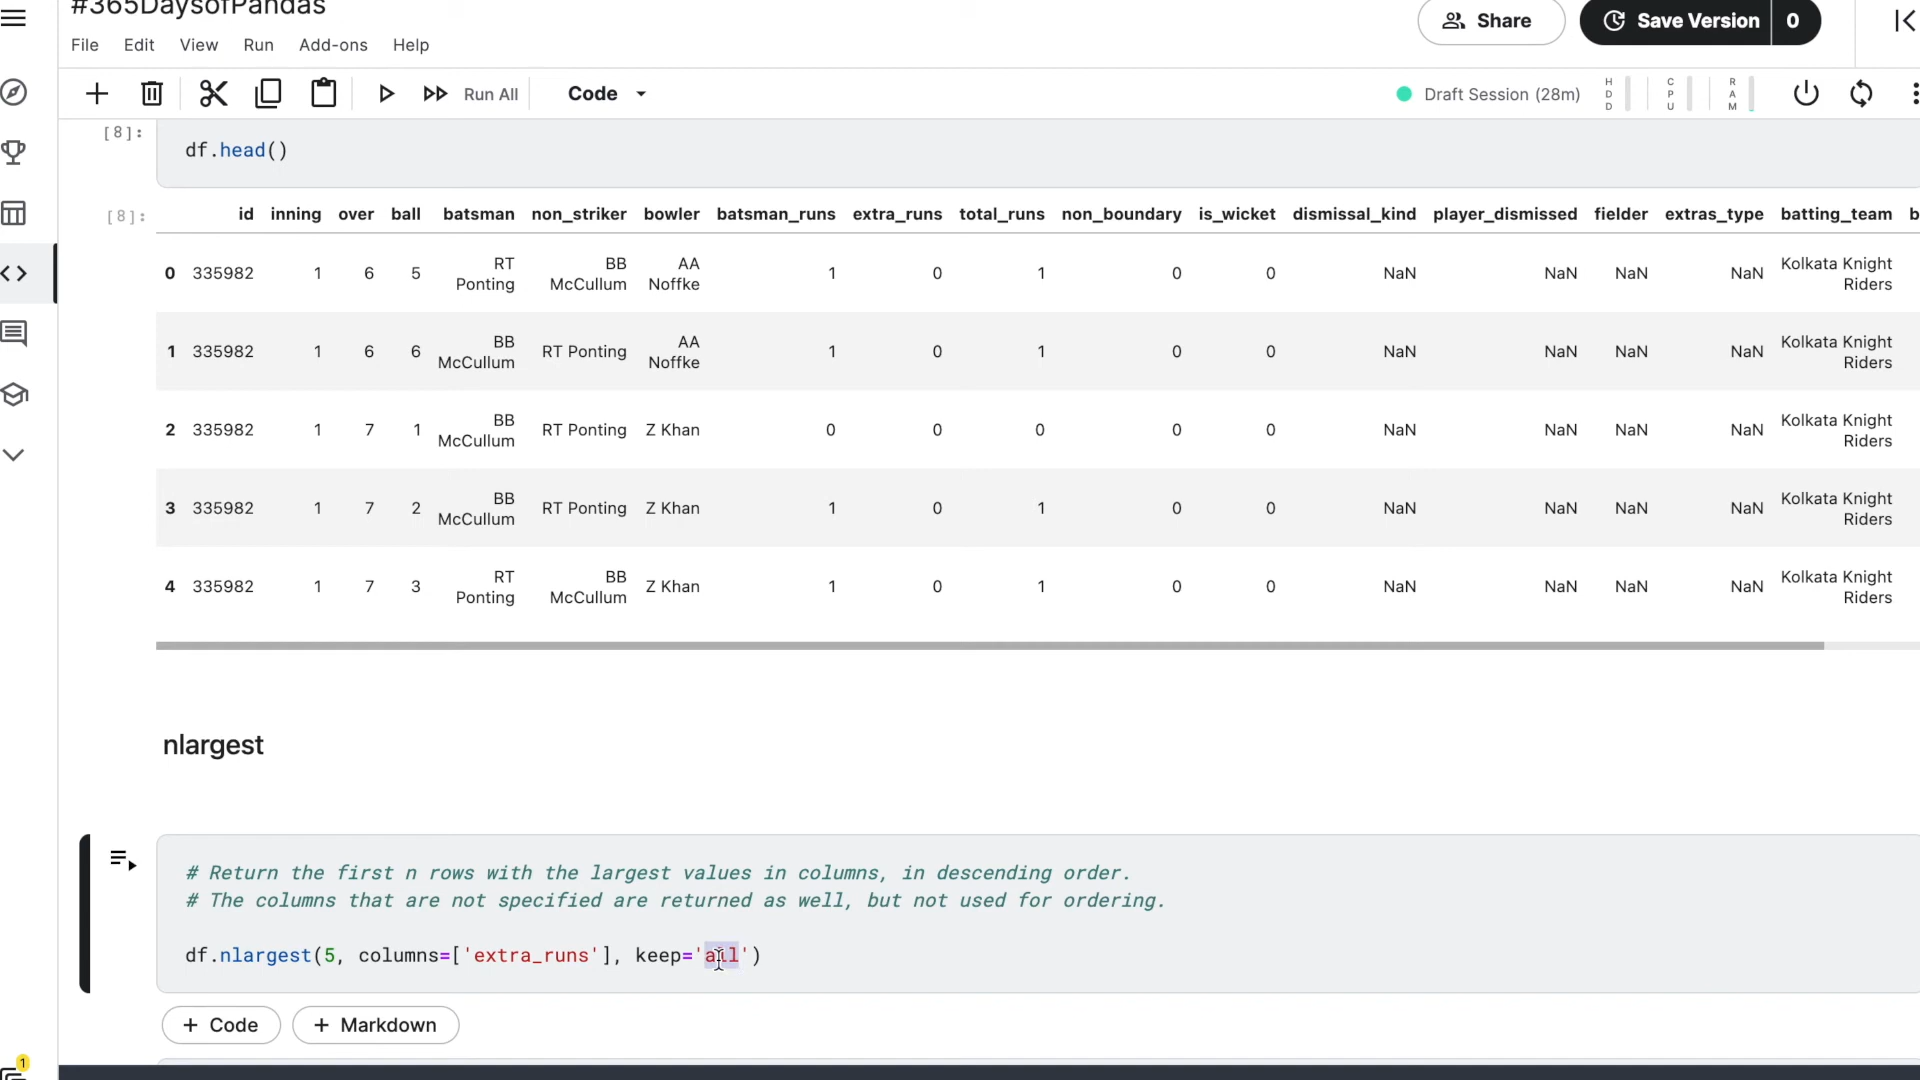 #365DaysofPandas
Share
Save Version 0
File Edit View Run Add-ons Help
Run All Code Draft Session (28m) HDD CPU RAM
[8]:
df.head()
[8]:
id inning over ball batsman non_striker bowler batsman_runs extra_runs total_runs non_boundary is_wicket dismissal_kind player_dismissed fielder extras_type batting_team b
0 335982 1 6 5 RT Ponting BB McCullum AA Noffke 1 0 1 0 0 NaN NaN NaN NaN Kolkata Knight Riders
1 335982 1 6 6 BB McCullum RT Ponting AA Noffke 1 0 1 0 0 NaN NaN NaN NaN Kolkata Knight Riders
2 335982 1 7 1 BB McCullum RT Ponting Z Khan 0 0 0 0 0 NaN NaN NaN NaN Kolkata Knight Riders
3 335982 1 7 2 BB McCullum RT Ponting Z Khan 1 0 1 0 0 NaN NaN NaN NaN Kolkata Knight Riders
4 335982 1 7 3 RT Ponting BB McCullum Z Khan 1 0 1 0 0 NaN NaN NaN NaN Kolkata Knight Riders
nlargest
# Return the first n rows with the largest values in columns, in descending order.
# The columns that are not specified are returned as well, but not used for ordering.
df.nlargest(5, columns=['extra_runs'], keep='all')
+ Code + Markdown
1